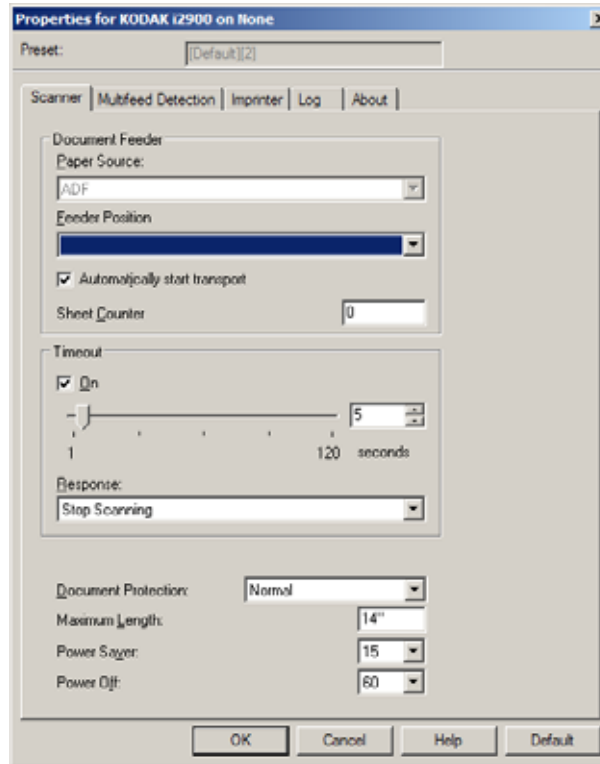 Properties for KODAK i2900 on None
Preset: [Default][2]
Scanner Multifeed Detection Imprinter Log About
Document Feeder
Paper Source:
ADF
Feeder Position
Automatically start transport
Sheet Counter 0
Timeout
On
5
1 120 seconds
Response:
Stop Scanning
Document Protection: Normal
Maximum Length: 14"
Power Saver: 15
Power Off: 60
OK Cancel Help Default